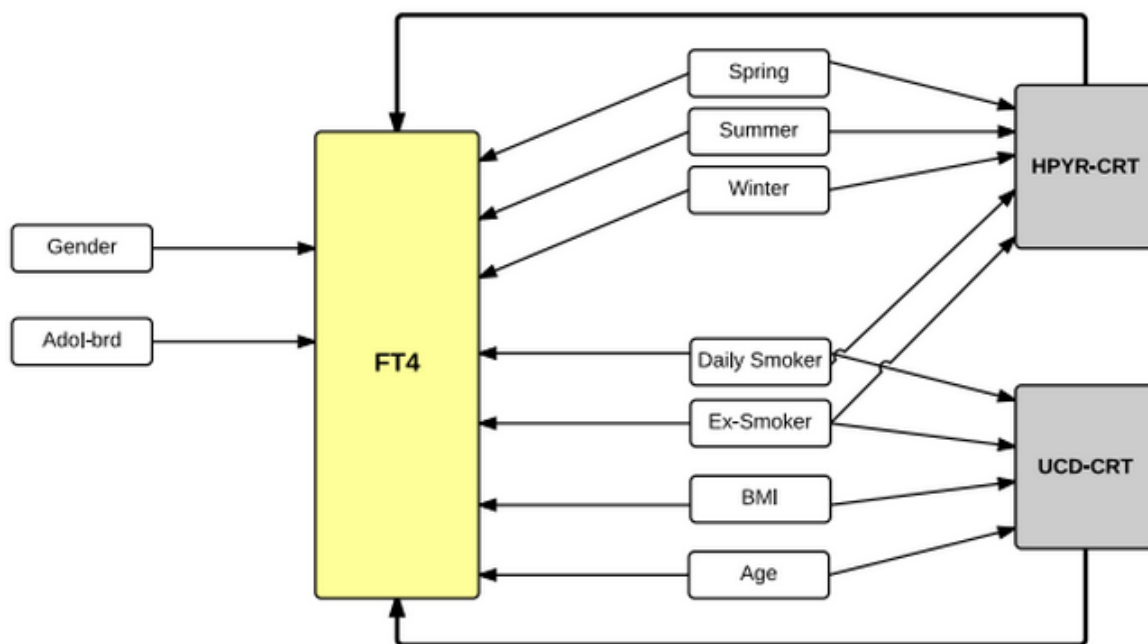 Spring
Summer
Winter
HPYR-CRT
Gender
Adol-brd
FT4
Daily Smoker
Ex-Smoker
BMI
Age
UCD-CRT